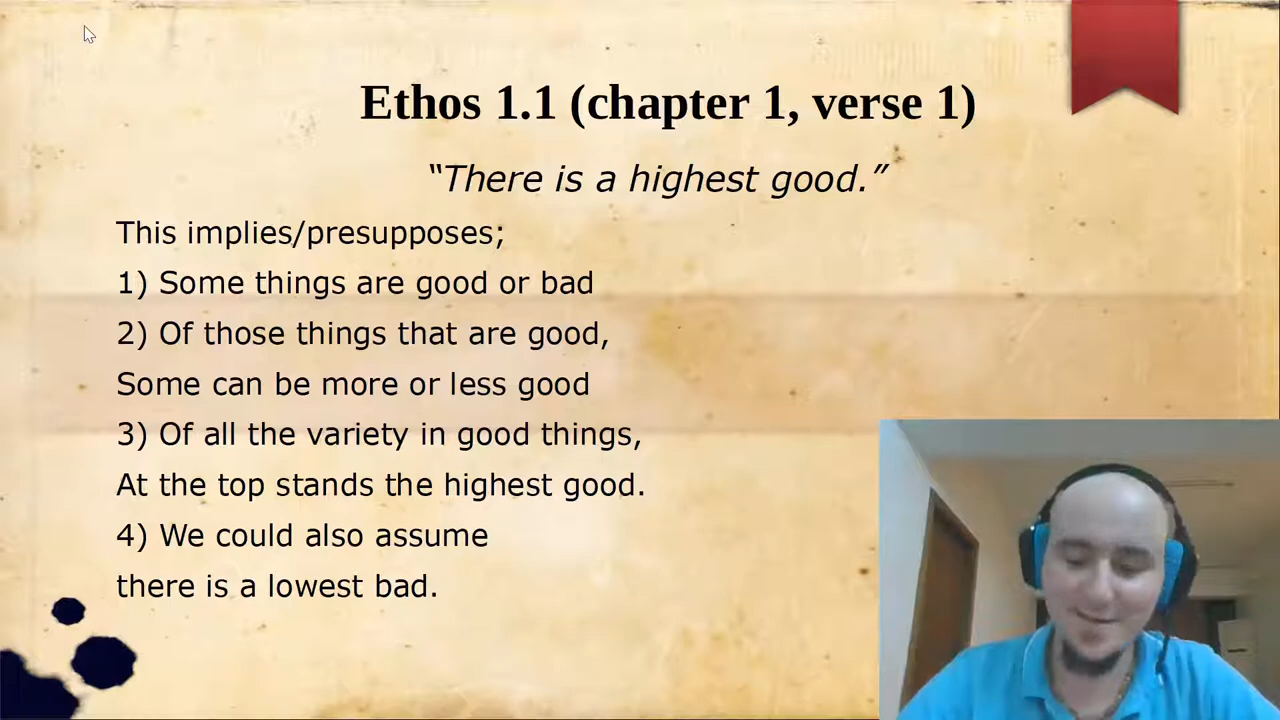 Ethos 1.1 (chapter 1, verse 1)
“There is a highest good.”
This implies/presupposes;
1) Some things are good or bad
2) Of those things that are good,
Some can be more or less good
3) Of all the variety in good things,
At the top stands the highest good.
4) We could also assume
there is a lowest bad.